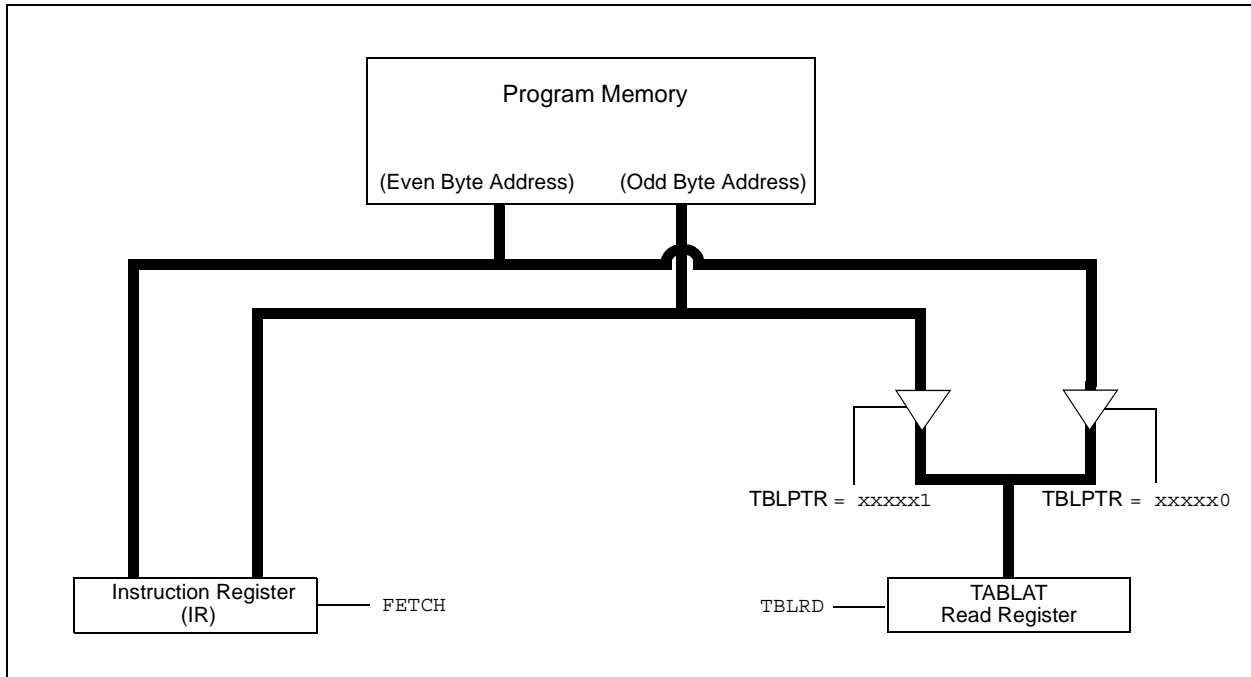 Program Memory
(Even Byte Address) (Odd Byte Address)
TBLPTR = xxxxx1 TBLPTR = xxxxx0
Instruction Register
(IR)
FETCH
TBLRD
TABLAT
Read Register